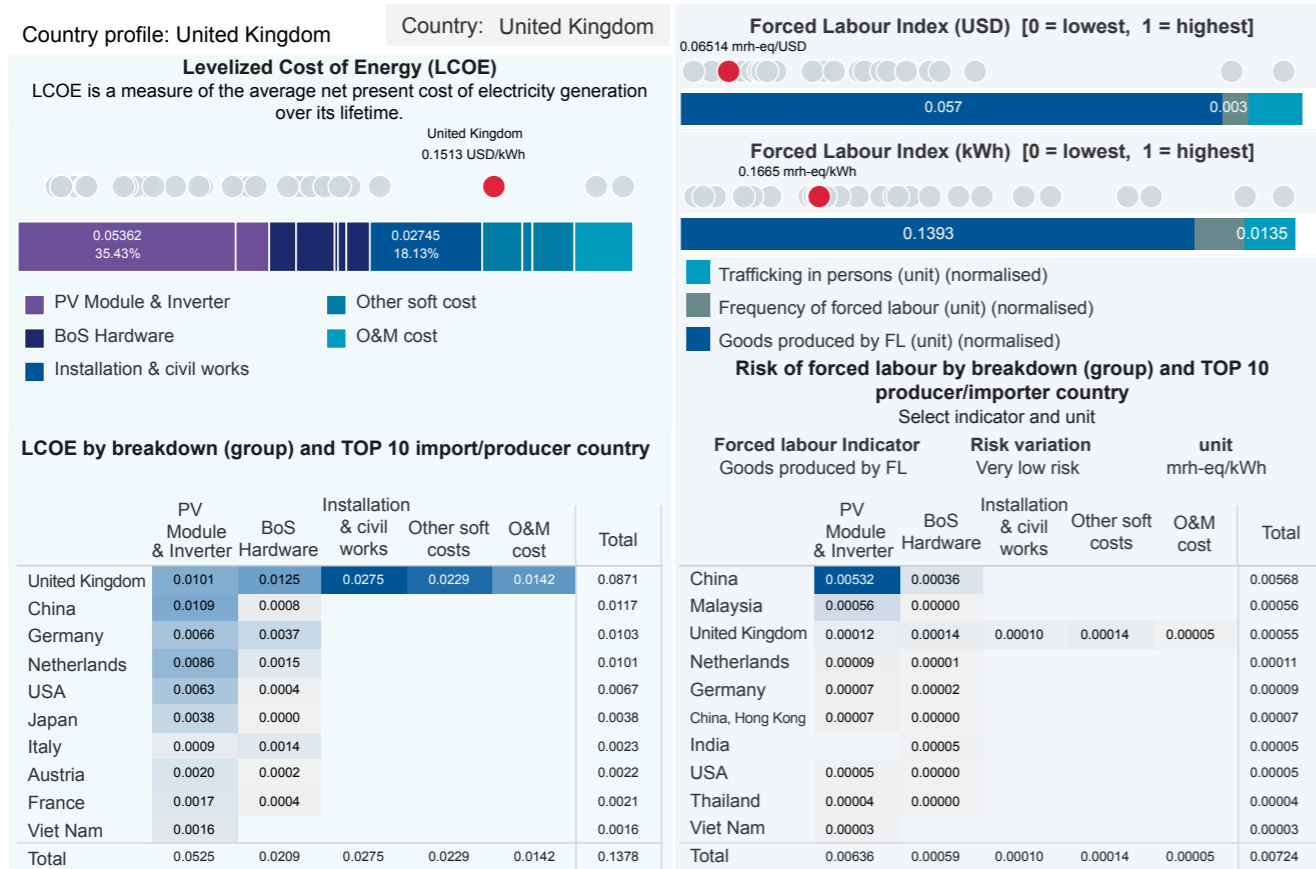 Country profile: United Kingdom
Country: United Kingdom
Levelized Cost of Energy (LCOE)
LCOE is a measure of the average net present cost of electricity generation
over its lifetime.
United Kingdom
0.1513 USD/kWh
0.05362
35.43%
0.02745
18.13%
PV Module & Inverter
BoS Hardware
Installation & civil works
Other soft cost
O&M cost
LCOE by breakdown (group) and TOP 10 import/producer country
PV
Module
& Inverter
BoS
Hardware
Installation
& civil
works
Other soft
costs
O&M
cost
Total
United Kingdom 0.0101 0.0125 0.0275 0.0229 0.0142 0.0871
China 0.0109 0.0008 0.0117
Germany 0.0066 0.0037 0.0103
Netherlands 0.0086 0.0015 0.0101
USA 0.0063 0.0004 0.0067
Japan 0.0038 0.0000 0.0038
Italy 0.0009 0.0014 0.0023
Austria 0.0020 0.0002 0.0022
France 0.0017 0.0004 0.0021
Viet Nam 0.0016 0.0016
Total 0.0525 0.0209 0.0275 0.0229 0.0142 0.1378
Forced Labour Index (USD) [0 = lowest, 1 = highest]
0.06514 mrh-eq/USD
0.057 0.003
Forced Labour Index (kWh) [0 = lowest, 1 = highest]
0.1665 mrh-eq/kWh
0.1393 0.0135
Trafficking in persons (unit) (normalised)
Frequency of forced labour (unit) (normalised)
Goods produced by FL (unit) (normalised)
Risk of forced labour by breakdown (group) and TOP 10
producer/importer country
Select indicator and unit
Forced labour Indicator Risk variation unit
Goods produced by FL Very low risk mrh-eq/kWh
PV
Module
& Inverter
BoS
Hardware
Installation
& civil
works
Other soft
costs
O&M
cost
Total
China 0.00532 0.00036 0.00568
Malaysia 0.00056 0.00000 0.00056
United Kingdom 0.00012 0.00014 0.00010 0.00014 0.00005 0.00055
Netherlands 0.00009 0.00001 0.00011
Germany 0.00007 0.00002 0.00009
China, Hong Kong 0.00007 0.00000 0.00007
India 0.00005 0.00005
USA 0.00005 0.00000 0.00005
Thailand 0.00004 0.00000 0.00004
Viet Nam 0.00003 0.00003
Total 0.00636 0.00059 0.00010 0.00014 0.00005 0.00724